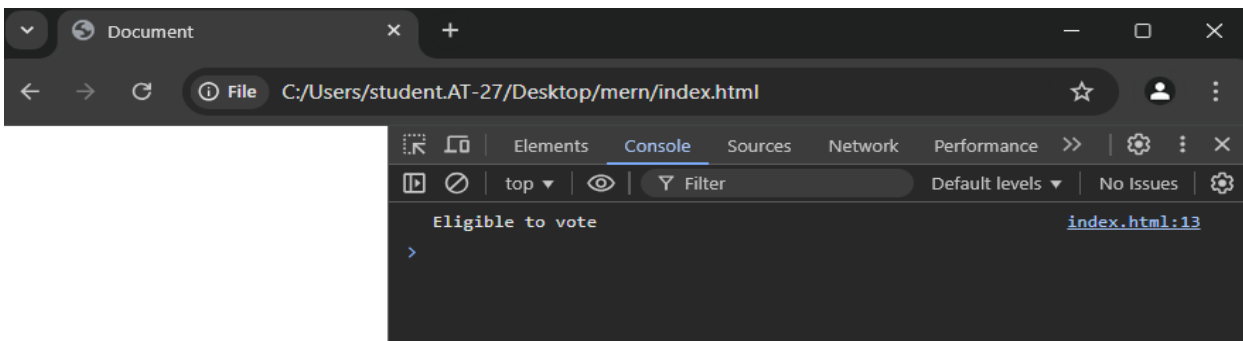 Document
File C:/Users/student.AT-27/Desktop/mern/index.html
Elements Console Sources Network Performance
top Filter Default levels No Issues
Eligible to vote index.html:13